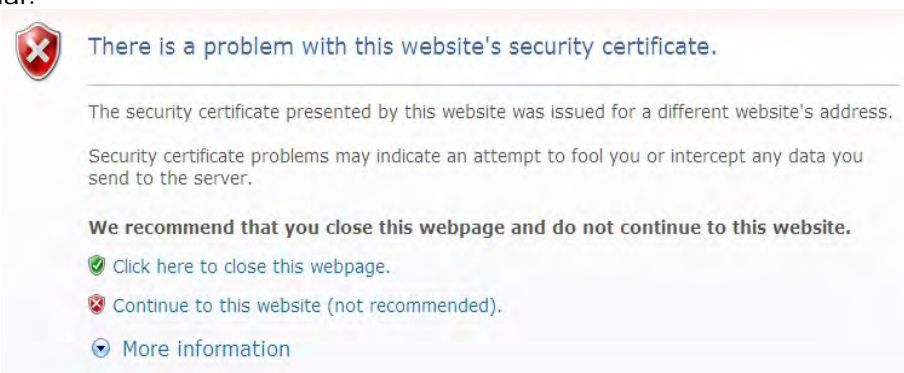 There is a problem with this website's security certificate.
The security certificate presented by this website was issued for a different website's address.
Security certificate problems may indicate an attempt to fool you or intercept any data you
send to the server.
We recommend that you close this webpage and do not continue to this website.
Click here to close this webpage.
Continue to this website (not recommended).
More information